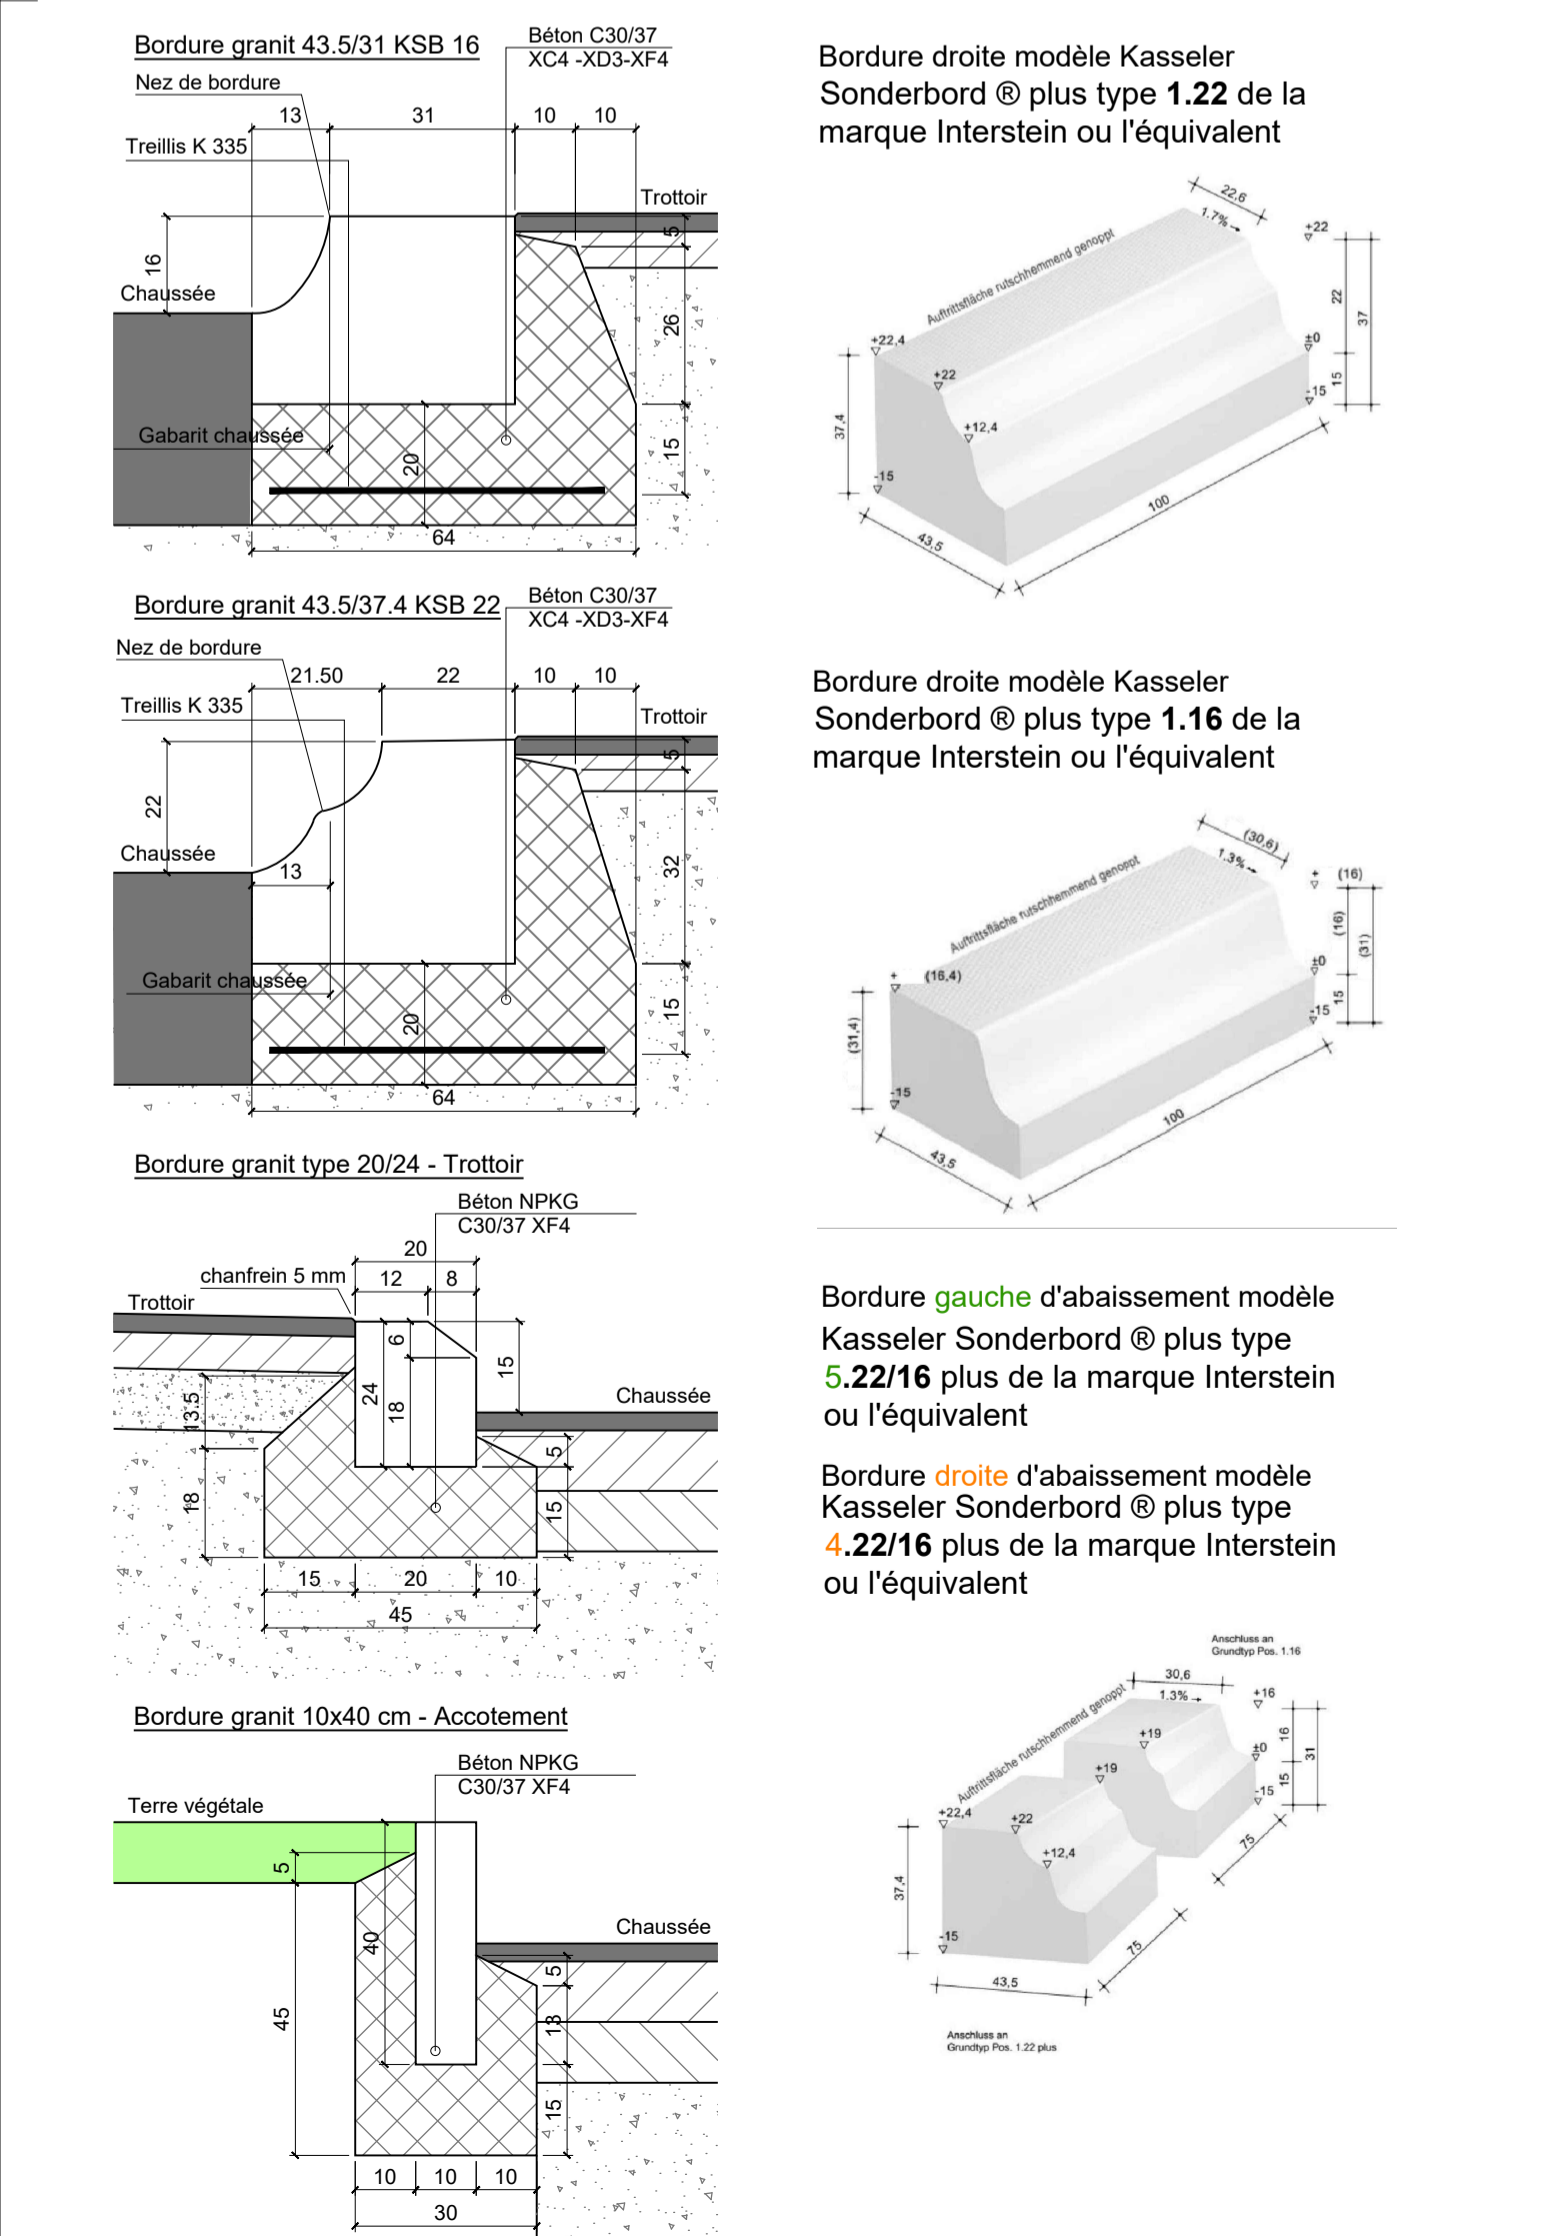 Bordure granit 43.5/31 KSB 16
Béton C30/37
XC4 -XD3-XF4
Nez de bordure
13
31
10
10
Treillis K 335
Trottoir
5
16
Chaussée
26
Gabarit chaussée
20
15
64
Bordure granit 43.5/37.4 KSB 22
Béton C30/37
XC4 -XD3-XF4
Nez de bordure
21.50
22
10
10
Treillis K 335
Trottoir
5
22
Chaussée
13
32
Gabarit chaussée
20
15
64
Bordure granit type 20/24 - Trottoir
Béton NPKG
C30/37 XF4
20
chanfrein 5 mm
12
8
Trottoir
6
15
24
18
Chaussée
13.5
5
18
15
15
20
10
45
Bordure granit 10x40 cm - Accotement
Béton NPKG
C30/37 XF4
Terre végétale
5
Chaussée
40
5
45
13
15
10
10
10
30
Bordure droite modèle Kasseler
Sonderbord ® plus type 1.22 de la
marque Interstein ou l'équivalent
22,6
1.7%
+22
Auftrittsfläche rutschhemmend genoppt
22
37
+22,4
±0
+22
15
-15
37,4
+12,4
-15
100
43,5
Bordure droite modèle Kasseler
Sonderbord ® plus type 1.16 de la
marque Interstein ou l'équivalent
(30,6)
1.3%
+ (16)
Auftrittsfläche rutschhemmend genoppt
(16)
(31)
+ (16,4)
±0
15
-15
(31,4)
-15
100
43,5
Bordure gauche d'abaissement modèle
Kasseler Sonderbord ® plus type
5.22/16 plus de la marque Interstein
ou l'équivalent
Bordure droite d'abaissement modèle
Kasseler Sonderbord ® plus type
4.22/16 plus de la marque Interstein
ou l'équivalent
Anschluss an
Grundtyp Pos. 1.16
30,6
1.3%
+16
Auftrittsfläche rutschhemmend genoppt
+19
16
31
±0
+19
15
-15
+22,4
+22
+12,4
75
37,4
-15
75
43,5
Anschluss an
Grundtyp Pos. 1.22 plus